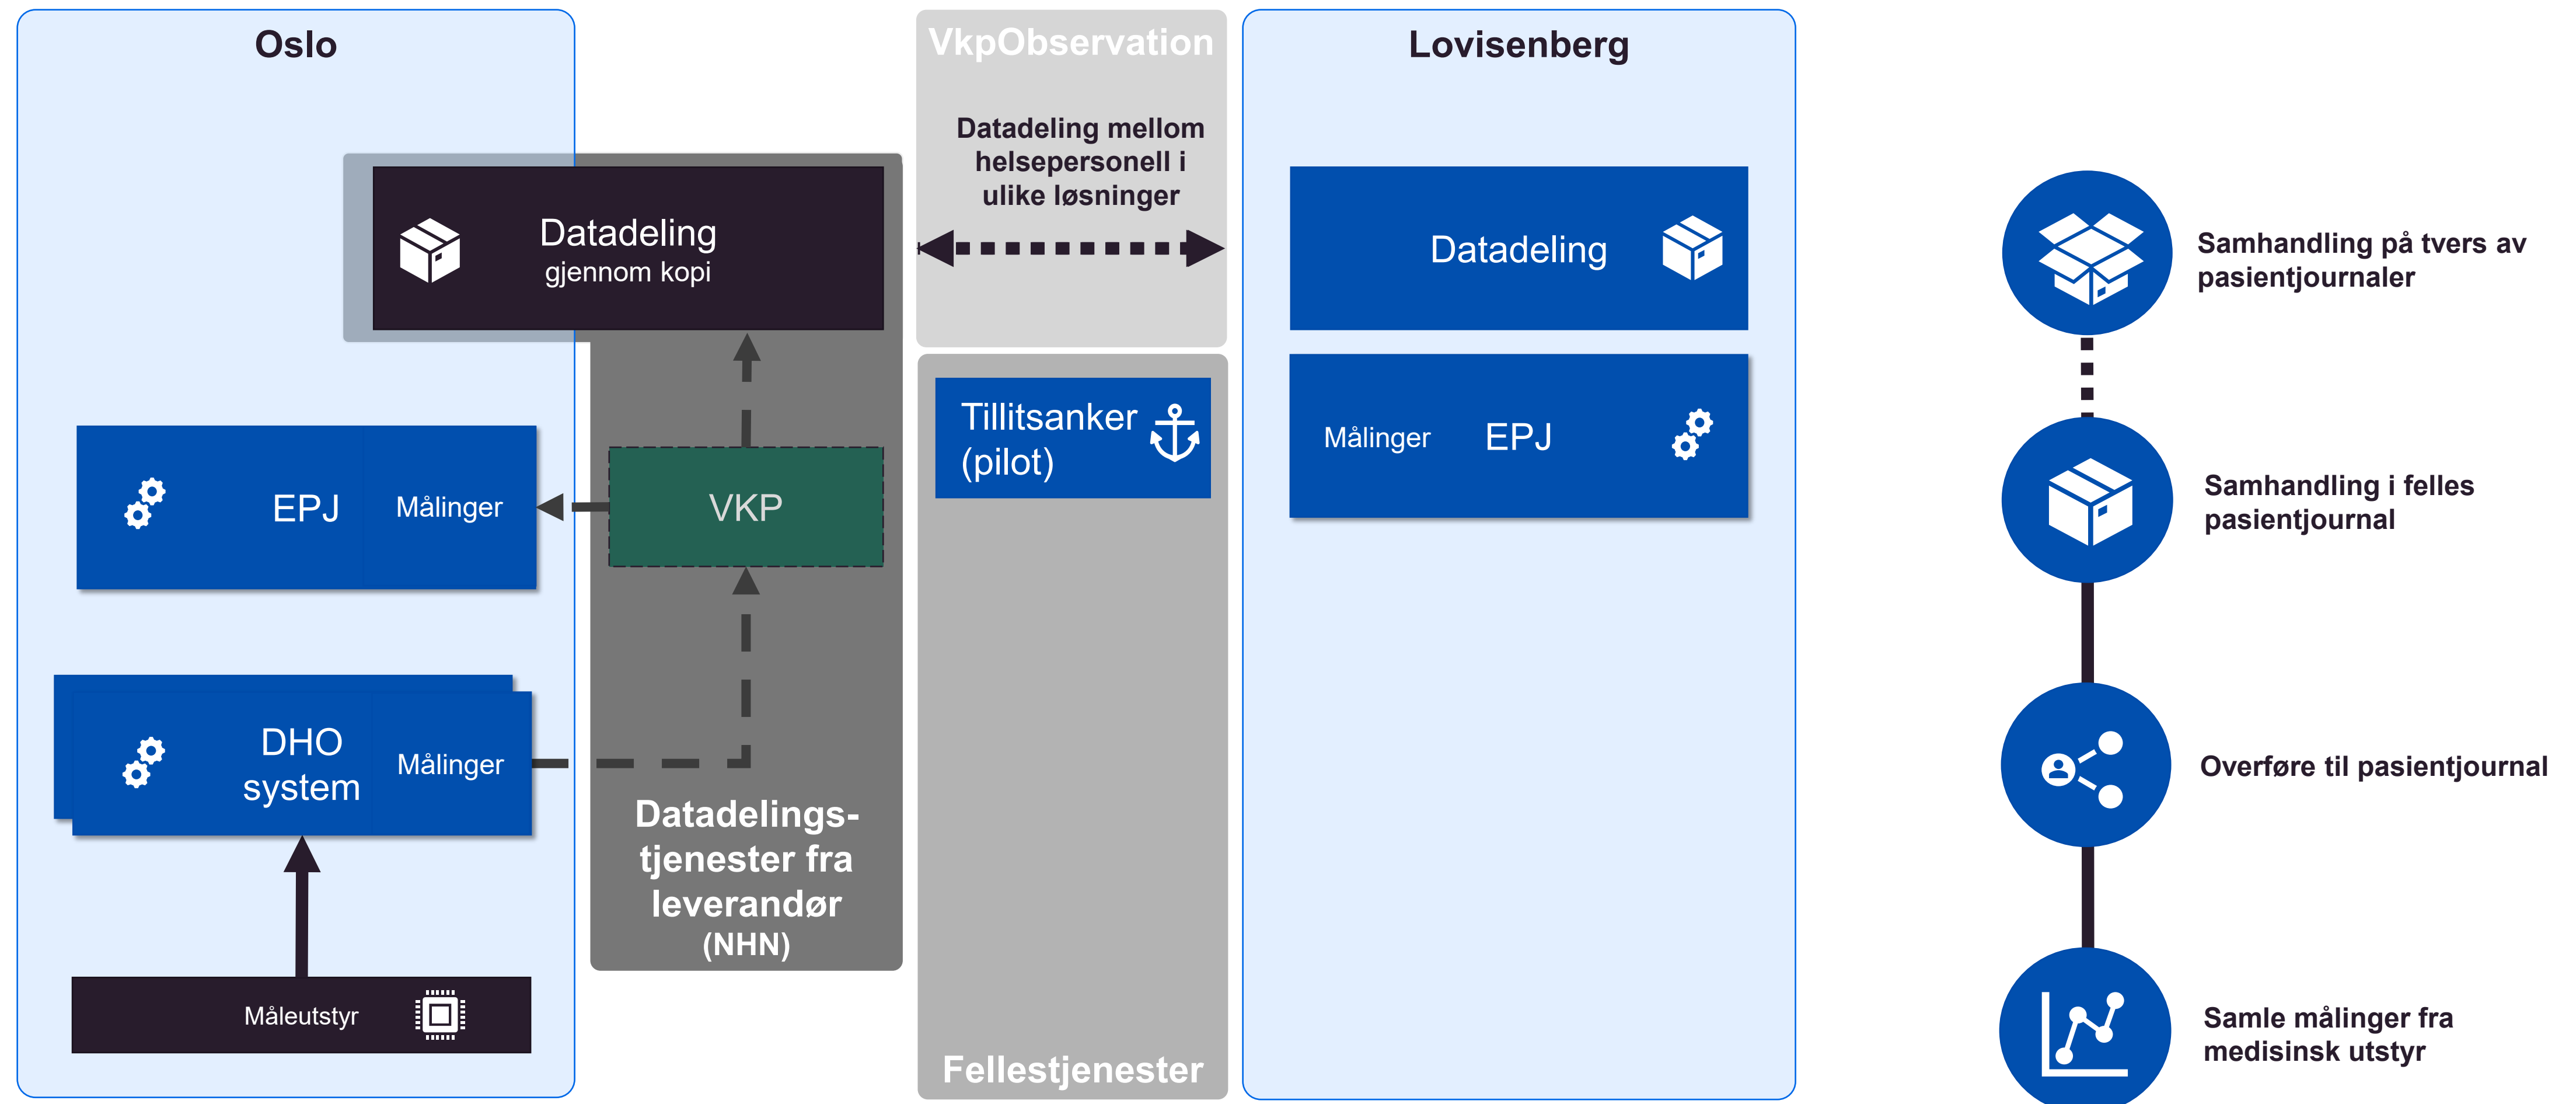 Oslo
Datadeling
gjennom kopi
EPJ
Målinger
VKP
DHO
system
Målinger
Datadelings-
tjenester fra
leverandør
(NHN)
Måleutstyr
VkpObservation
Datadeling mellom
helsepersonell i
ulike løsninger
Tillitsanker
(pilot)
Fellestjenester
Lovisenberg
Datadeling
Målinger
EPJ
Samhandling på tvers av
pasientjournaler
Samhandling i felles
pasientjournal
Overføre til pasientjournal
Samle målinger fra
medisinsk utstyr